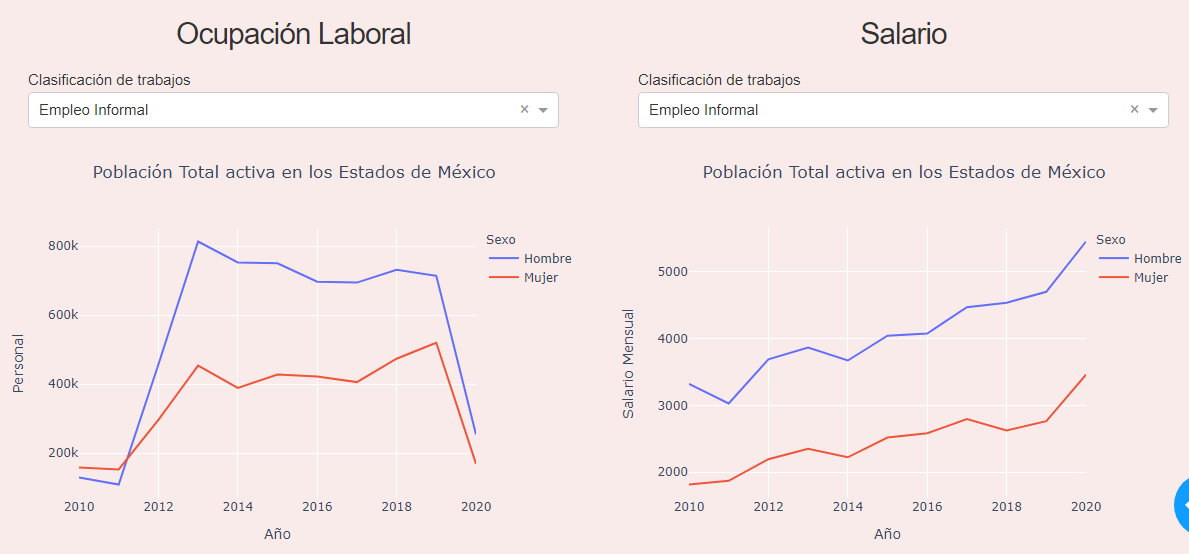 Ocupación Laboral
Clasificación de trabajos
Empleo Informal ×
Población Total activa en los Estados de México
Personal
800k
600k
400k
200k
2010 2012 2014 2016 2018 2020
Año
Sexo
Hombre
Mujer
Salario
Clasificación de trabajos
Empleo Informal ×
Población Total activa en los Estados de México
Salario Mensual
5000
4000
3000
2000
2010 2012 2014 2016 2018 2020
Año
Sexo
Hombre
Mujer